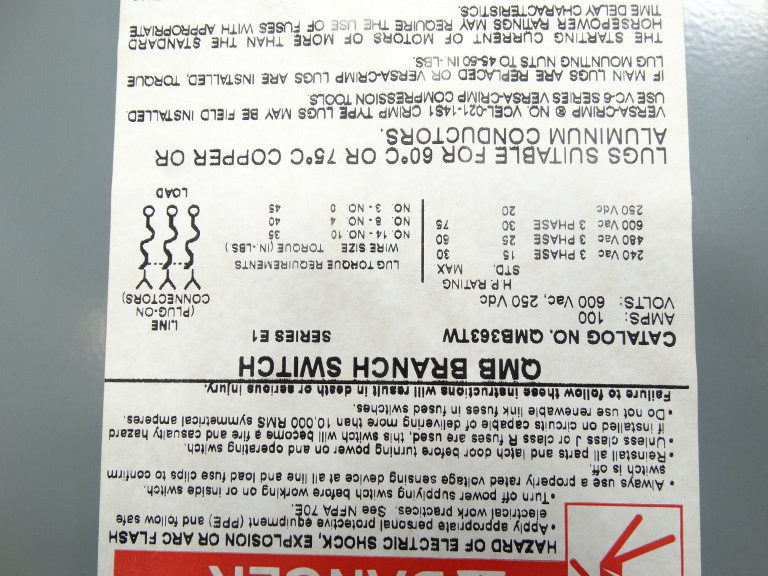 DANGER
HAZARD OF ELECTRIC SHOCK, EXPLOSION OR ARC FLASH
• Apply appropriate personal protective equipment (PPE) and follow safe
electrical work practices. See NFPA 70E.
• Turn off power supplying switch before working on or inside switch.
• Always use a properly rated voltage sensing device at all line and load fuse clips to confirm
switch is off.
• Reinstall all parts and latch door before turning power on and operating switch.
• Unless class J or class R fuses are used, this switch will become a fire and casualty hazard
if installed on circuits capable of delivering more than 10,000 RMS symmetrical amperes.
• Do not use renewable link fuses in fused switches.
Failure to follow these instructions will result in death or serious injury.
QMB BRANCH SWITCH
CATALOG NO. QMB363TW SERIES E1
AMPS: 100
VOLTS: 600 Vac, 250 Vdc
H.P. RATING
STD. MAX
240 Vac 3 PHASE 15 30
480 Vac 3 PHASE 25 60
600 Vac 3 PHASE 30 75
250 Vdc 20
LUG TORQUE REQUIREMENTS
WIRE SIZE TORQUE (IN.-LBS)
NO. - 14 - NO. 10 35
NO. - 8 - NO. 4 40
NO. - 3 - NO. 0 45
LINE
(PLUG-ON
CONNECTORS)
LOAD
LUGS SUITABLE FOR 60°C OR 75°C COPPER OR
ALUMINUM CONDUCTORS.
VERSA-CRIMP ® NO. VCEL-021-14S1 CRIMP TYPE LUGS MAY BE FIELD INSTALLED
USE VC-6 SERIES VERSA-CRIMP COMPRESSION TOOLS.
IF MAIN LUGS ARE REPLACED OR VERSA-CRIMP LUGS ARE INSTALLED, TORQUE
LUG MOUNTING NUTS 45-50 IN.-LBS.
THE STARTING CURRENT OF MOTORS OF MORE THAN THE STANDARD
HORSEPOWER RATINGS MAY REQUIRE THE USE OF FUSES WITH APPROPRIATE
TIME DELAY CHARACTERISTICS.